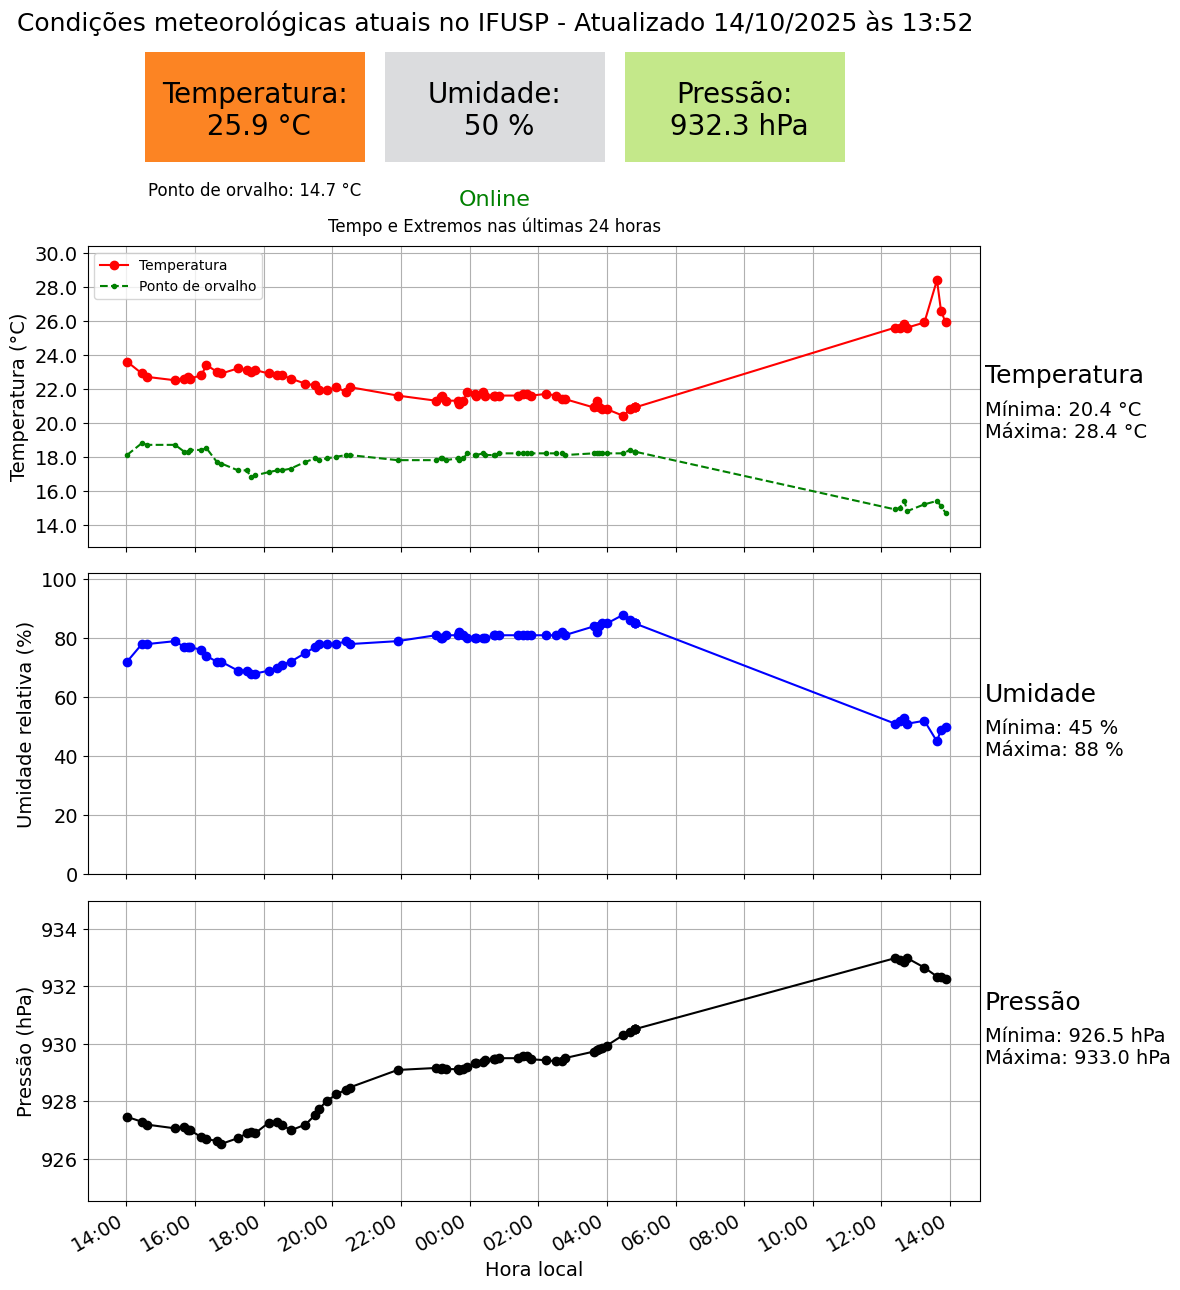 Condições meteorológicas atuais no IFUSP - Atualizado 14/10/2025 às 13:52
Temperatura:
25.9 °C
Umidade:
50 %
Pressão:
932.3 hPa
Ponto de orvalho: 14.7 °C
Online
Tempo e Extremos nas últimas 24 horas
Temperatura (°C)
30.0
28.0
26.0
24.0
22.0
20.0
18.0
16.0
14.0
Temperatura
Ponto de orvalho
Temperatura
Mínima: 20.4 °C
Máxima: 28.4 °C
Umidade relativa (%)
100
80
60
40
20
0
Umidade
Mínima: 45 %
Máxima: 88 %
Pressão (hPa)
934
932
930
928
926
Pressão
Mínima: 926.5 hPa
Máxima: 933.0 hPa
14:00
16:00
18:00
20:00
22:00
00:00
02:00
04:00
06:00
08:00
10:00
12:00
14:00
Hora local